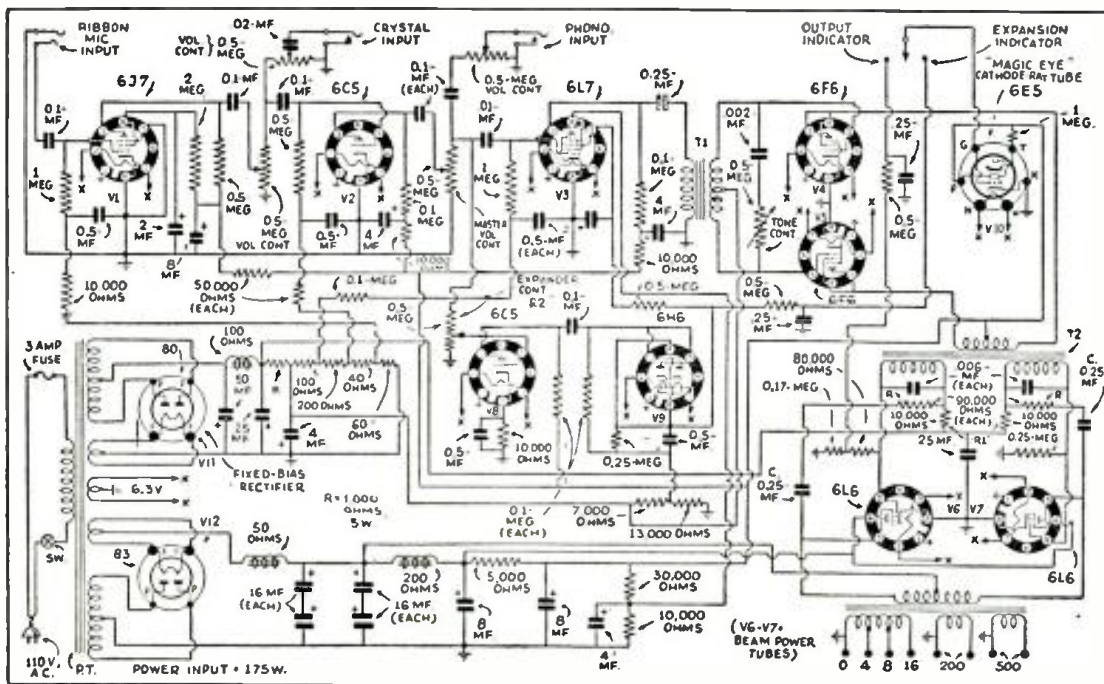 RIBBON
MIC
INPUT
VOL
CONT
0.5-
MEG
.02-MF
CRYSTAL
INPUT
PHONO
INPUT
OUTPUT
INDICATOR
EXPANSION
INDICATOR
"MAGIC EYE"
CATHODE RAY TUBE
6E5
6J7
2
MEG
0.1-MF
0.1-
MF
6C5
0.1-
MF
(EACH)
0.5-MEG
VOL CONT
6L7
0.25-
MF
6F6
1
MEG.
0.1-
MF
0.1-
MF
.002
MF
.25-
MF
T1
G
T
1
MEG
V1
0.5-
MEG
0.5
MEG
V2
0.5-
MEG
0.1
MEG
1
MEG
V3
0.1-
MEG
0.5-
MEG
TONE
CONT
V4
0.5-
MEG
V10
0.5-
MF
2
MF
8
MF
0.5-
MEG
VOL CONT
0.5-
MF
4
MF
MASTER
VOL
CONT
0.5-MF
(EACH)
4
MF
10,000
OHMS
6F6
10,000
OHMS
50,000
OHMS
(EACH)
0.1-MEG
EXPANDER
CONT
R2
0.5
MEG
0.1-
MF
0.5-MEG
0.5-
MEG
.25-
MF
3 AMP
FUSE
100
OHMS
80
6C5
6H6
T2
C.
0.25
MF
50
MF
25
MF
R
100
OHMS
200 OHMS
40
OHMS
60
OHMS
4
MF
V8
V9
80,000
OHMS
0.17-MEG
.006
MF
(EACH)
90,000
OHMS
(EACH)
R
10,000
OHMS
R
10,000
OHMS
25 MF
R1
0.25-MEG
V11
FIXED-BIAS
RECTIFIER
0.5-
MF
10,000
OHMS
0.25-MEG
0.5-
MF
C.
0.25
MF
6L6
V6
V7
6.3V
R=1,000
OHMS
5W
0.1-
MEG
(EACH)
7,000
OHMS
13,000 OHMS
6L6
SW.
V12
83
50
OHMS
200
OHMS
5,000
OHMS
30,000
OHMS
10,000
OHMS
16 MF
(EACH)
16 MF
(EACH)
8
MF
8
MF
4
MF.
(V6-V7=
BEAM POWER
TUBES)
110V.
A.C.
P.T.
POWER INPUT = 175W.
0 4 8 16 200 500